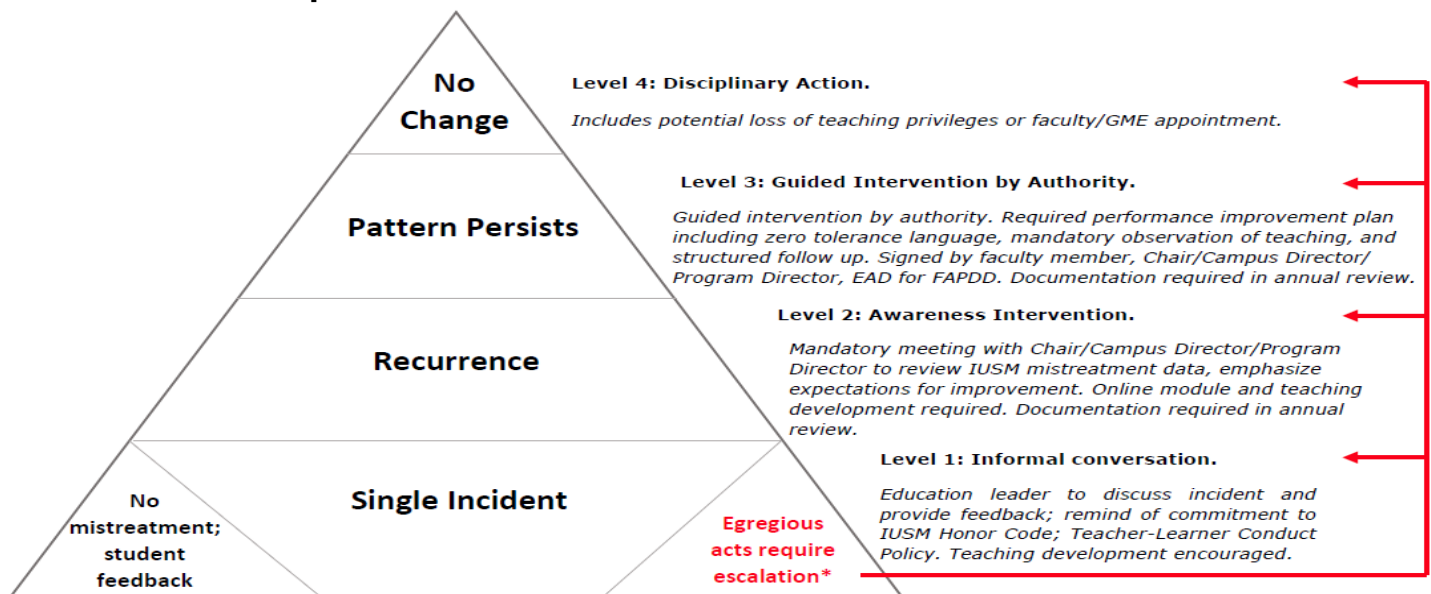 No
Change
Level 4: Disciplinary Action.
Includes potential loss of teaching privileges or faculty/GME appointment.
Pattern Persists
Level 3: Guided Intervention by Authority.
Guided intervention by authority. Required performance improvement plan
including zero tolerance language, mandatory observation of teaching, and
structured follow up. Signed by faculty member, Chair/Campus Director/
Program Director, EAD for FAPDD. Documentation required in annual review.
Recurrence
Level 2: Awareness Intervention.
Mandatory meeting with Chair/Campus Director/Program
Director to review IUSM mistreatment data, emphasize
expectations for improvement. Online module and teaching
development required. Documentation required in annual
review.
No
mistreatment;
student
feedback
Single Incident
Egregious
acts require
escalation*
Level 1: Informal conversation.
Education leader to discuss incident and
provide feedback; remind of commitment to
IUSM Honor Code; Teacher-Learner Conduct
Policy. Teaching development encouraged.